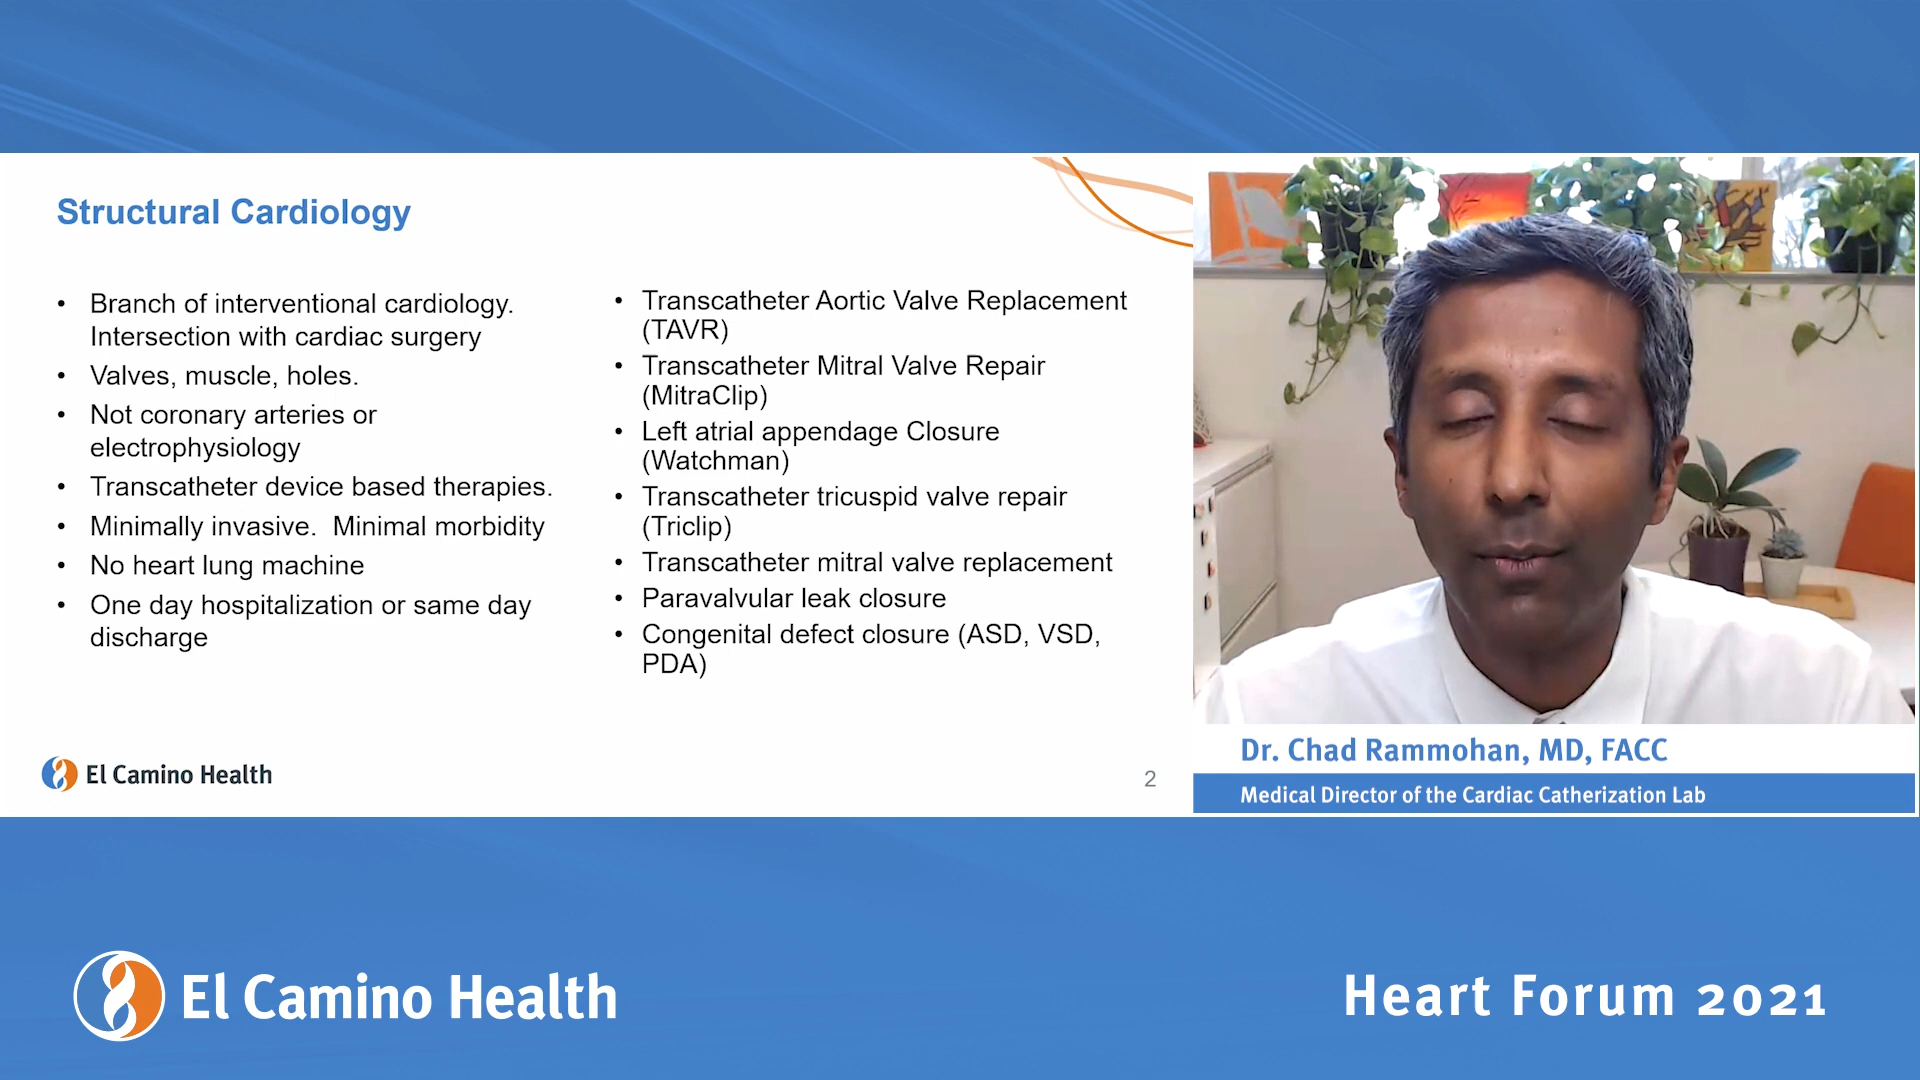 Structural Cardiology
• Branch of interventional cardiology.
Intersection with cardiac surgery
• Valves, muscle, holes.
• Not coronary arteries or
electrophysiology
• Transcatheter device based therapies.
• Minimally invasive.  Minimal morbidity
• No heart lung machine
• One day hospitalization or same day
discharge
• Transcatheter Aortic Valve Replacement
(TAVR)
• Transcatheter Mitral Valve Repair
(MitraClip)
• Left atrial appendage Closure
(Watchman)
• Transcatheter tricuspid valve repair
(Triclip)
• Transcatheter mitral valve replacement
• Paravalvular leak closure
• Congenital defect closure (ASD, VSD,
PDA)
El Camino Health
2
Dr. Chad Rammohan, MD, FACC
Medical Director of the Cardiac Catherization Lab
El Camino Health
Heart Forum 2021